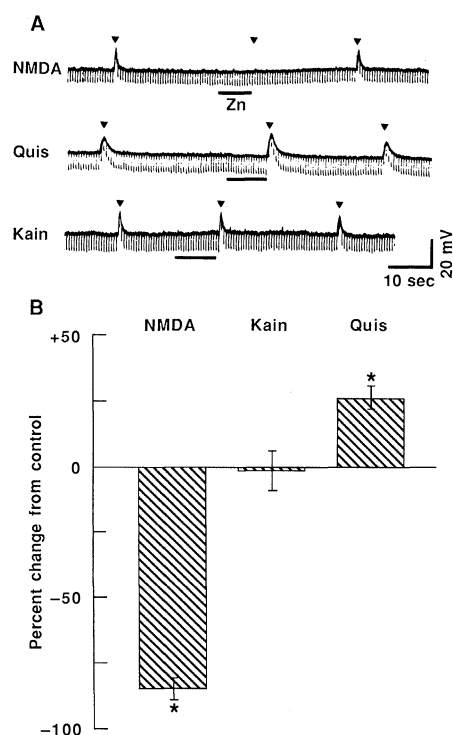 A
NMDA
Zn
Quis
Kain
20 mV
10 sec
B
NMDA Kain Quis
+50
*
0
Percent change from control
−50
*
−100